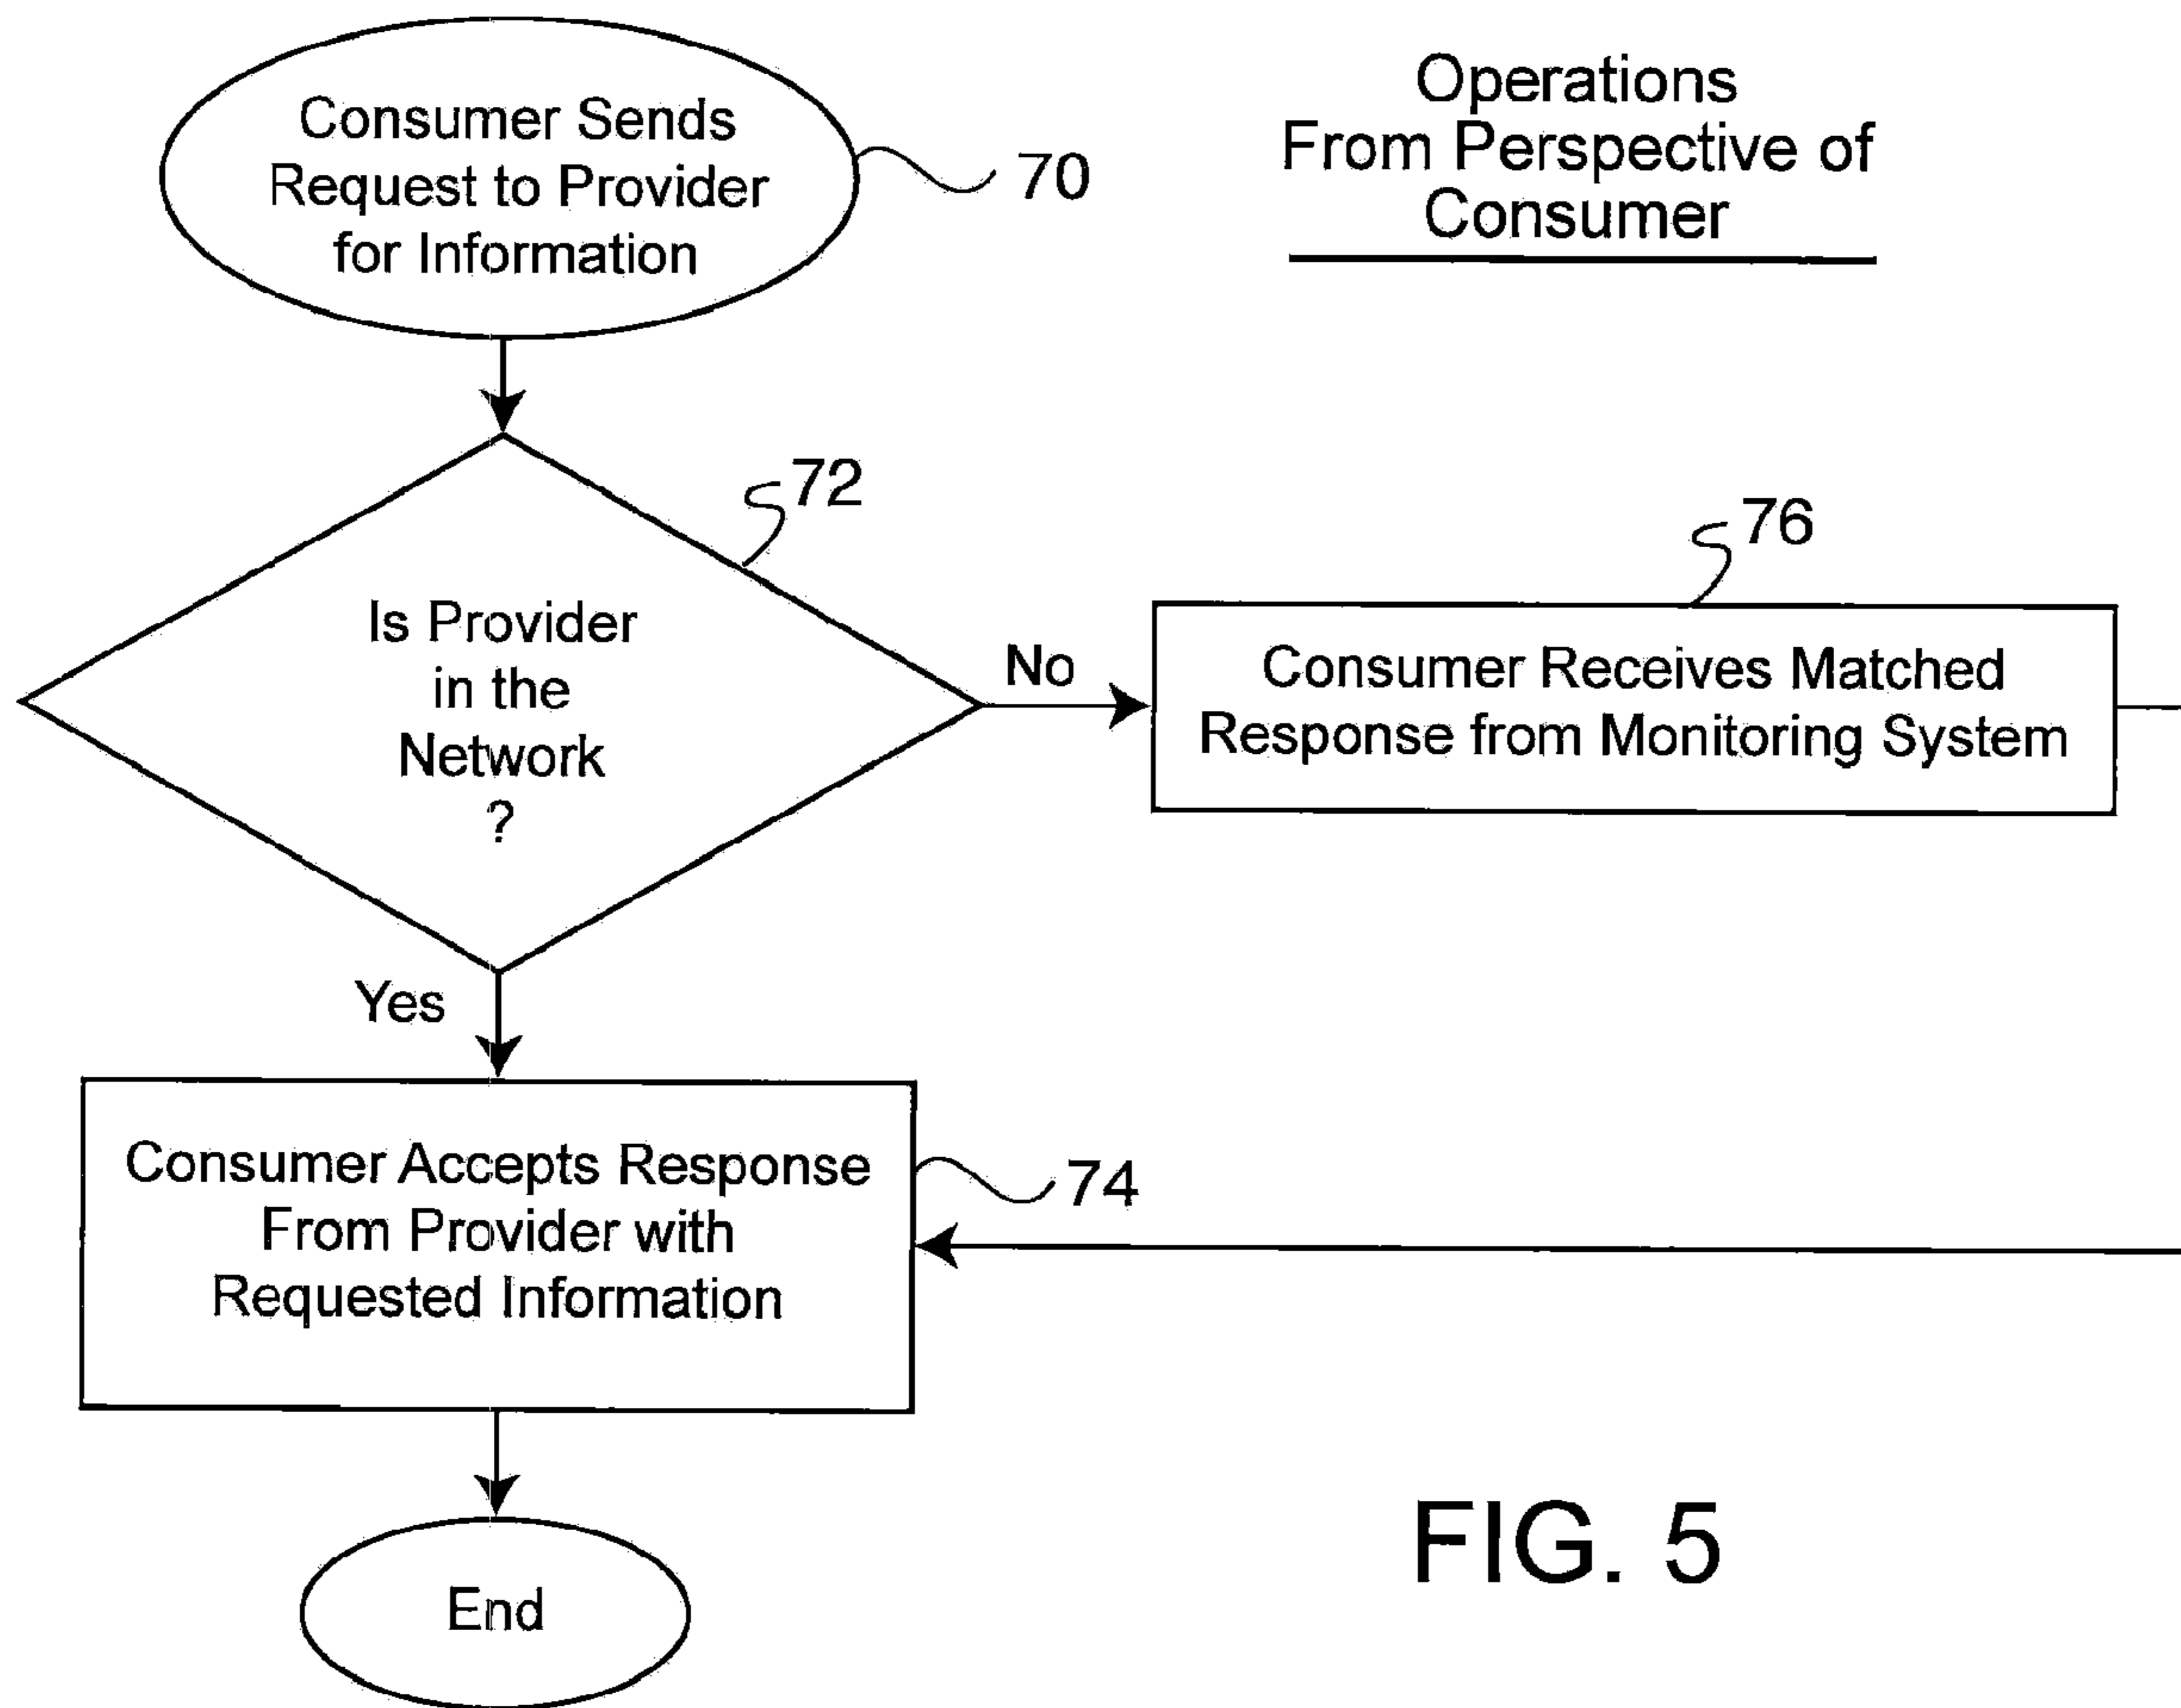 Consumer Sends
Request to Provider
for Information
70
Operations
From Perspective of
Consumer
72
Is Provider
in the
Network
?
No
76
Consumer Receives Matched
Response from Monitoring System
Yes
Consumer Accepts Response
From Provider with
Requested Information
74
End
FIG. 5